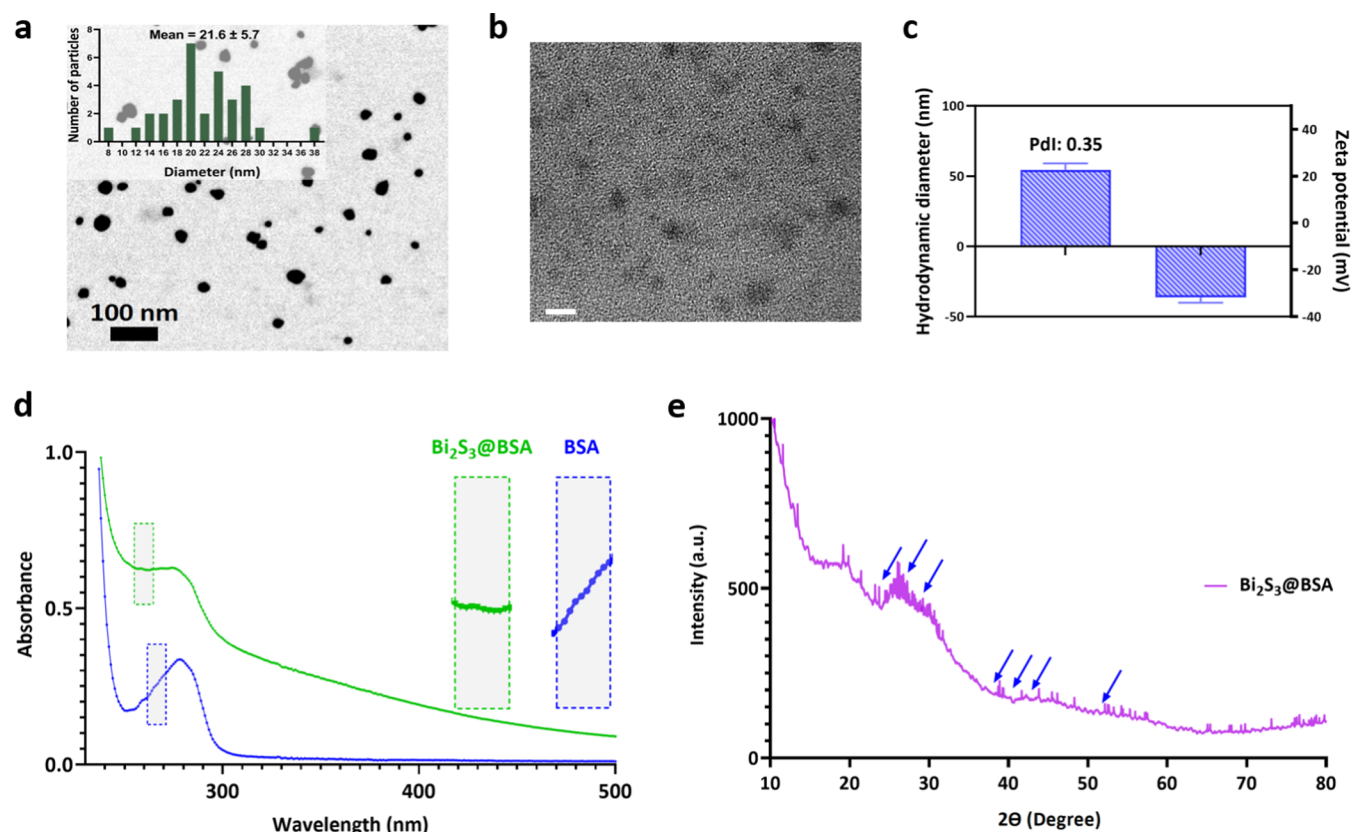 a
Mean = 21.6 ± 5.7
Number of particles
8
6
4
2
0
8 10 12 14 16 18 20 22 24 26 28 30 32 34 36 38
Diameter (nm)
100 nm
b
c
Hydrodynamic diameter (nm)
100
50
0
-50
PdI: 0.35
40
20
0
-20
-40
Zeta potential (mV)
d
Absorbance
1.0
0.5
0.0
Bi₂S₃@BSA
BSA
300 400 500
Wavelength (nm)
e
Intensity (a.u.)
1000
500
0
Bi₂S₃@BSA
10 20 30 40 50 60 70 80
2Θ (Degree)